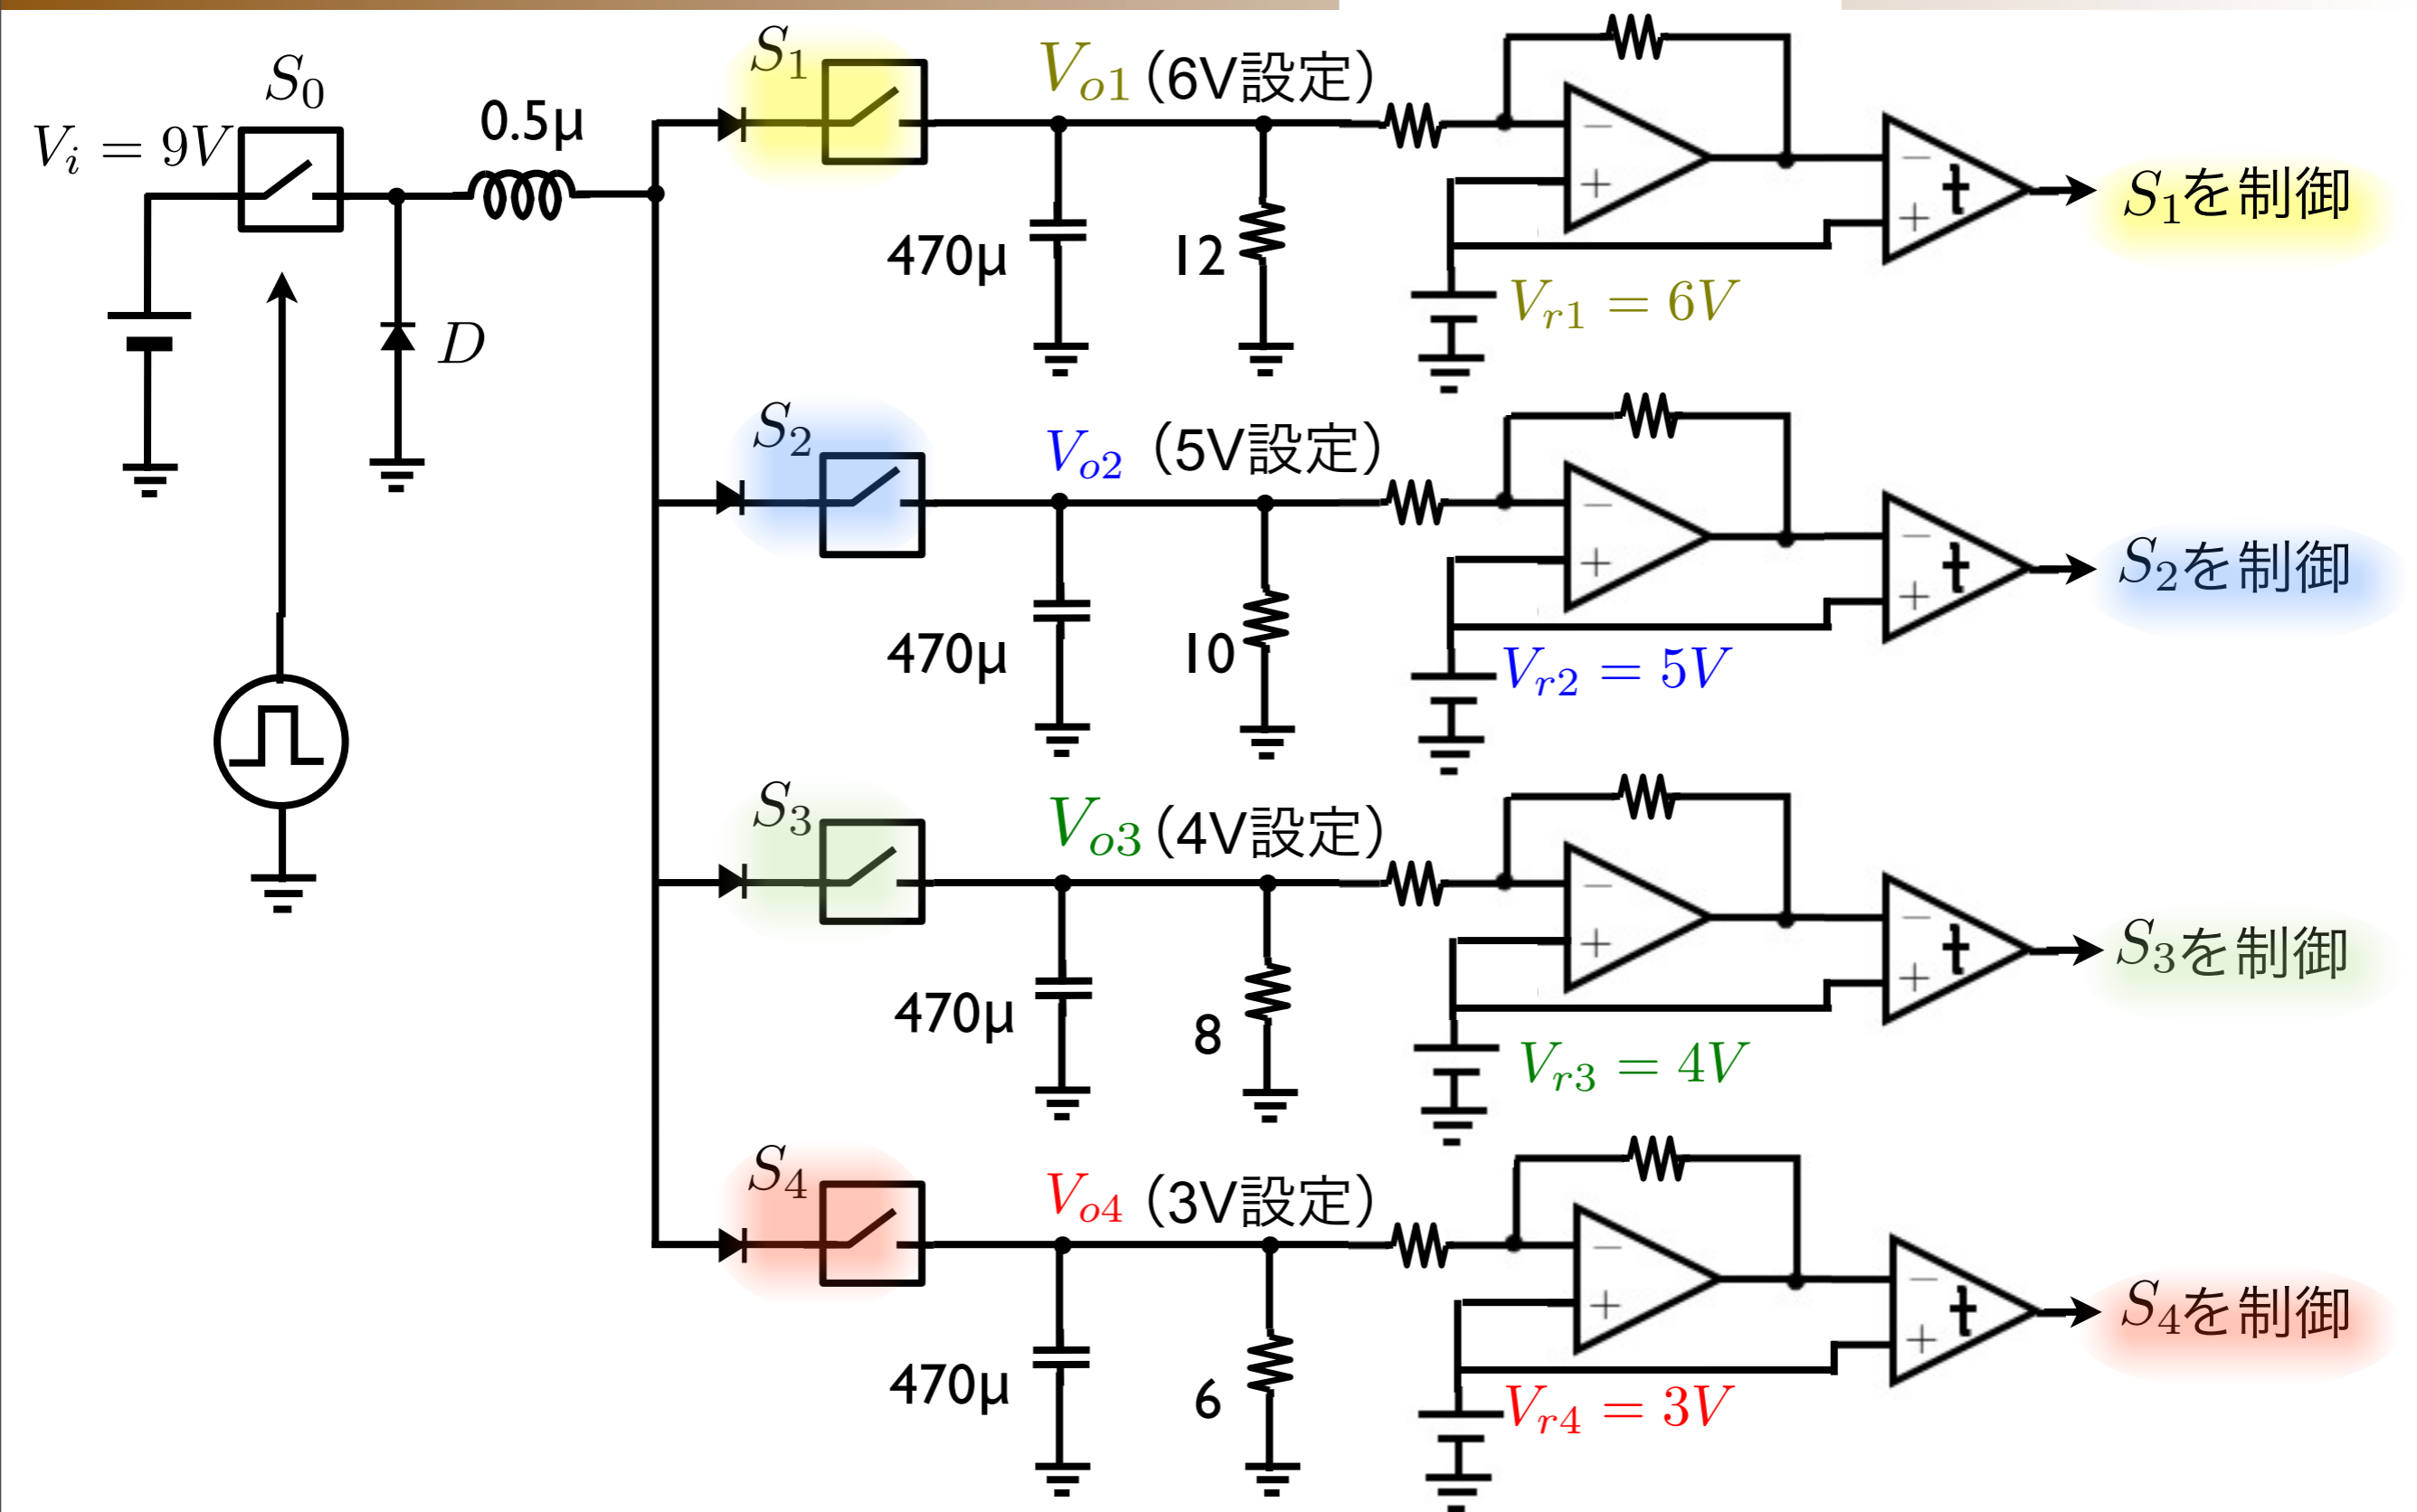 S₀
Vᵢ = 9V
0.5μ
D
S₁
Vₒ₁（6V設定）
470μ
12
−
+
Vᵣ₁ = 6V
−
+
S₁を制御
S₂
Vₒ₂（5V設定）
470μ
10
−
+
Vᵣ₂ = 5V
−
+
S₂を制御
S₃
Vₒ₃（4V設定）
470μ
8
−
+
Vᵣ₃ = 4V
−
+
S₃を制御
S₄
Vₒ₄（3V設定）
470μ
6
−
+
Vᵣ₄ = 3V
−
+
S₄を制御